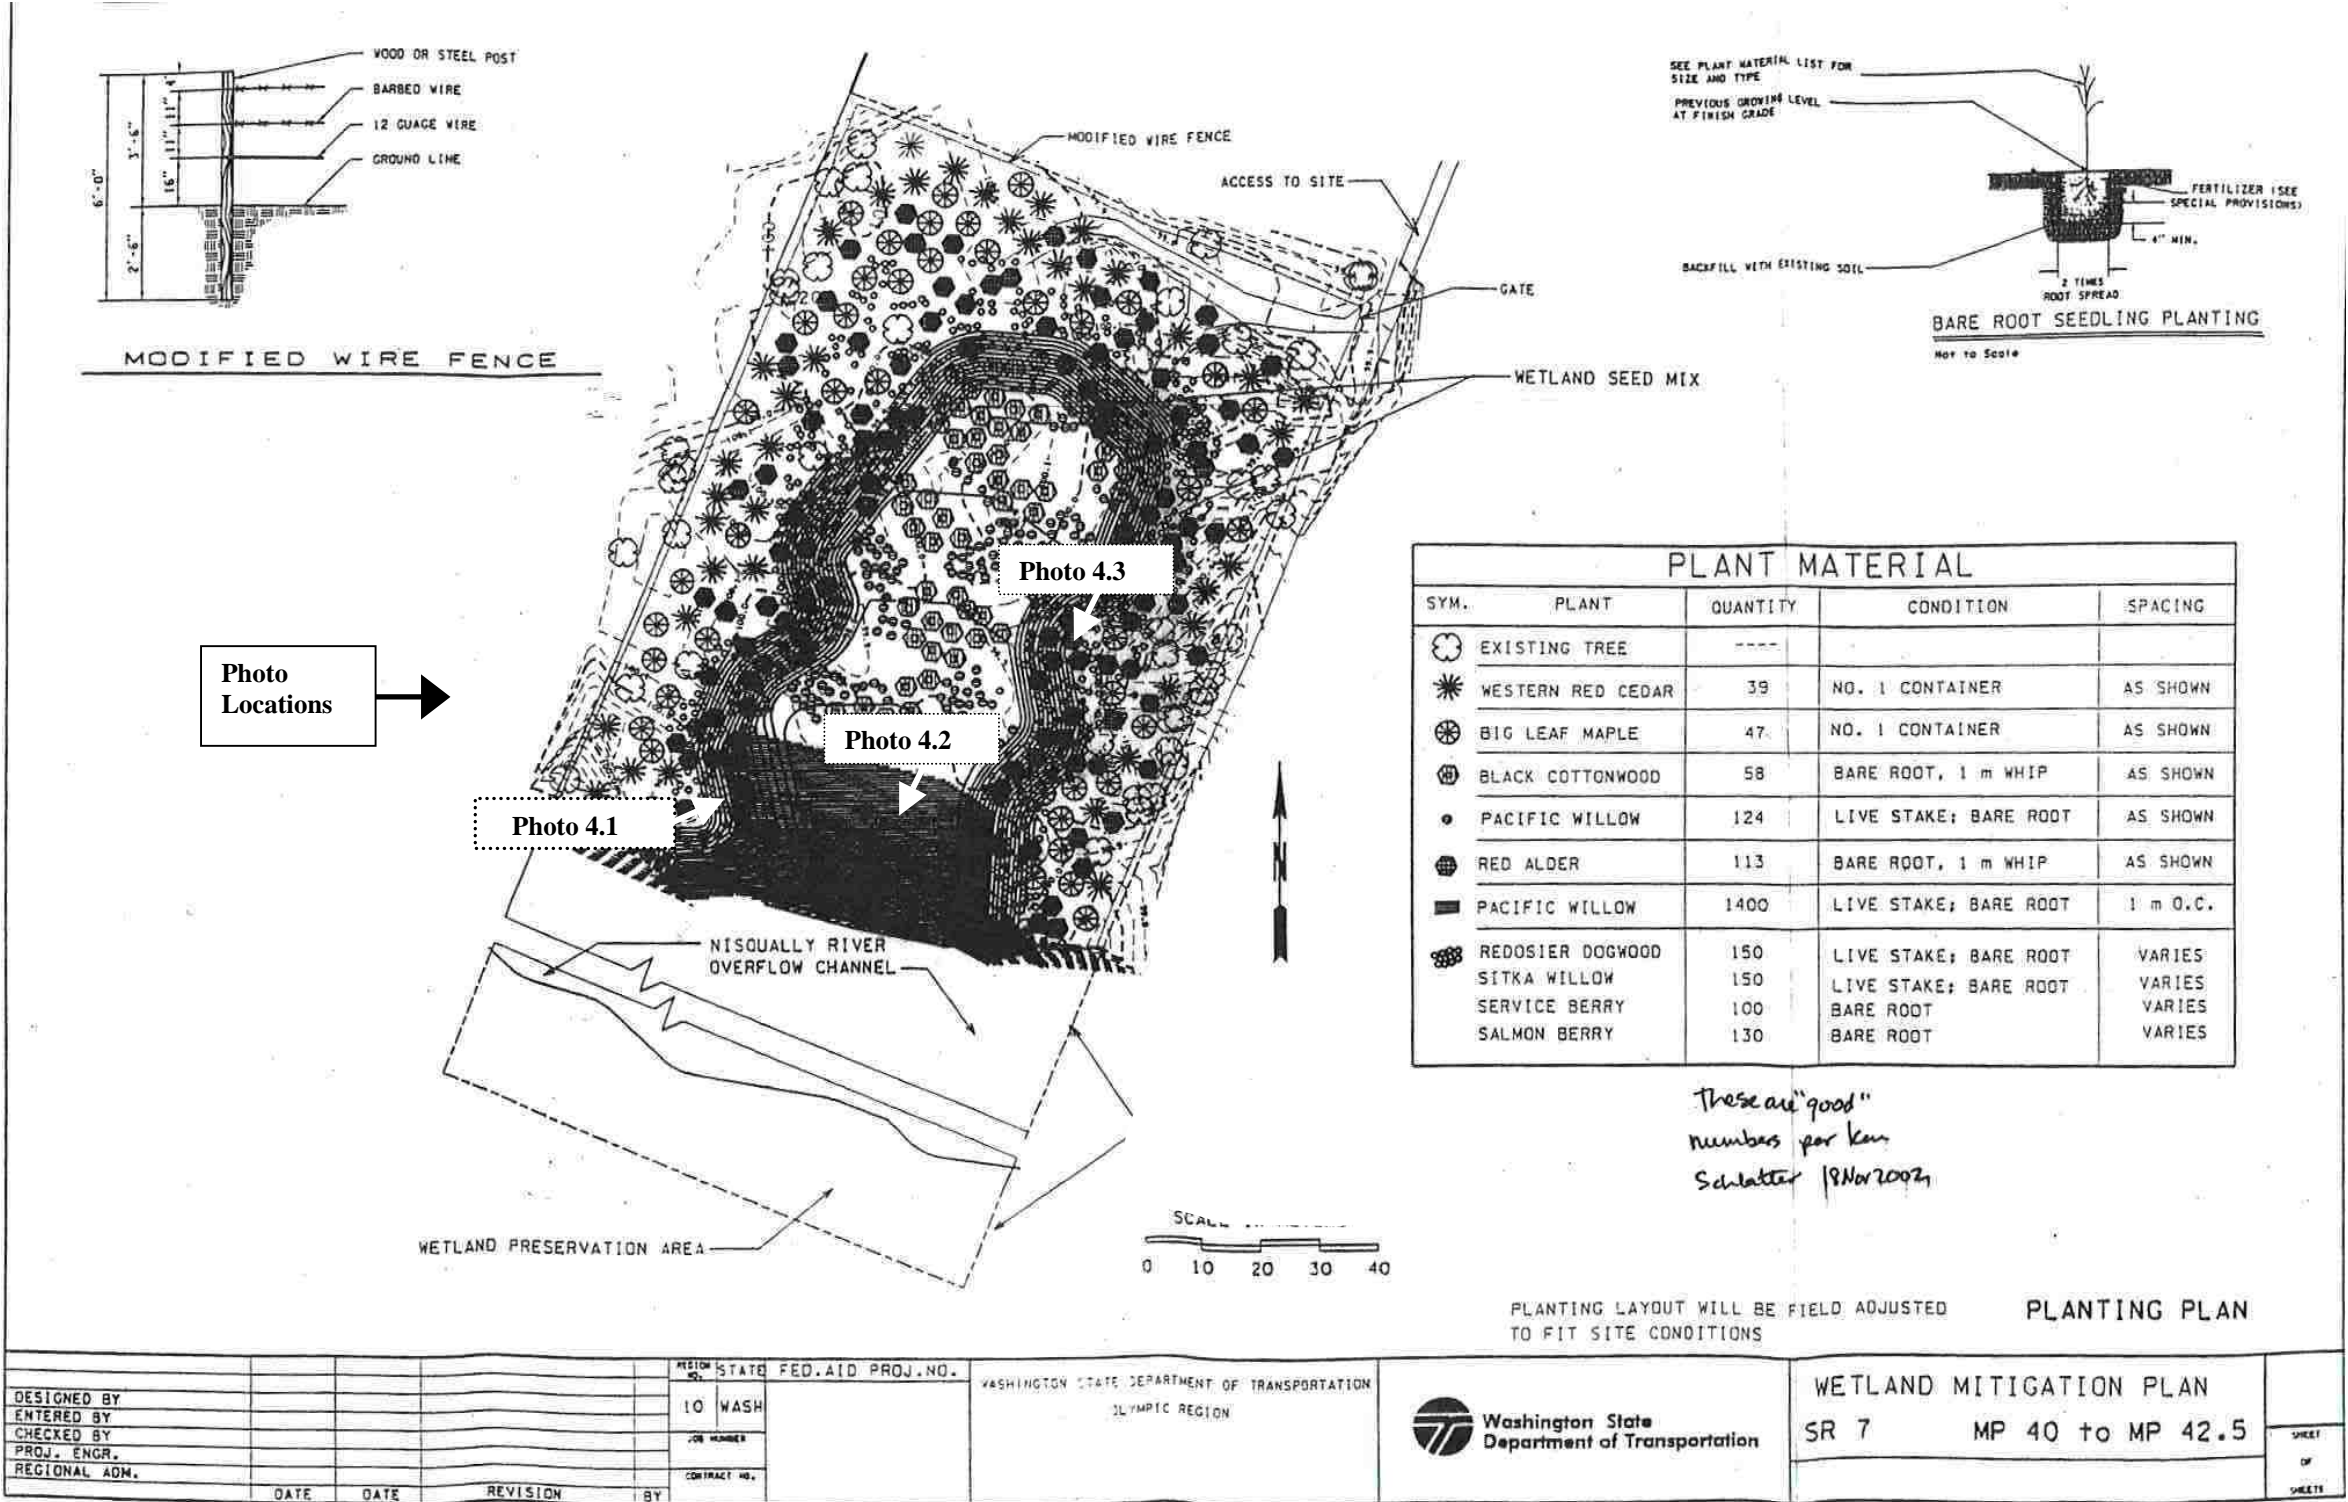 WOOD OR STEEL POST
BARBED WIRE
12 GUAGE WIRE
GROUND LINE
6'-0"
3'-6"
2'-6"
4"
11"
11"
16"
MODIFIED WIRE FENCE
MODIFIED WIRE FENCE
ACCESS TO SITE
GATE
WETLAND SEED MIX
SEE PLANT MATERIAL LIST FOR
SIZE AND TYPE
PREVIOUS GROWING LEVEL
AT FINISH GRADE
FERTILIZER (SEE
SPECIAL PROVISIONS)
4" MIN.
BACKFILL WITH EXISTING SOIL
2 TIMES
ROOT SPREAD
BARE ROOT SEEDLING PLANTING
Not to Scale
Photo
Locations
Photo 4.3
Photo 4.2
Photo 4.1
N
NISQUALLY RIVER
OVERFLOW CHANNEL
WETLAND PRESERVATION AREA
PLANT MATERIAL
SYM. PLANT QUANTITY CONDITION SPACING
EXISTING TREE ----
WESTERN RED CEDAR 39 NO. 1 CONTAINER AS SHOWN
BIG LEAF MAPLE 47 NO. 1 CONTAINER AS SHOWN
BLACK COTTONWOOD 58 BARE ROOT, 1 m WHIP AS SHOWN
PACIFIC WILLOW 124 LIVE STAKE; BARE ROOT AS SHOWN
RED ALDER 113 BARE ROOT, 1 m WHIP AS SHOWN
PACIFIC WILLOW 1400 LIVE STAKE; BARE ROOT 1 m O.C.
REDOSIER DOGWOOD 150 LIVE STAKE; BARE ROOT VARIES
SITKA WILLOW 150 LIVE STAKE; BARE ROOT VARIES
SERVICE BERRY 100 BARE ROOT VARIES
SALMON BERRY 130 BARE ROOT VARIES
These are "good"
numbers per Ken
Schlatter 18Nov2002
SCALE
0 10 20 30 40
PLANTING LAYOUT WILL BE FIELD ADJUSTED
TO FIT SITE CONDITIONS
PLANTING PLAN
DESIGNED BY
ENTERED BY
CHECKED BY
PROJ. ENGR.
REGIONAL ADM.
DATE DATE REVISION BY
REGION NO. STATE FED.AID PROJ.NO.
10 WASH
JOB NUMBER
CONTRACT NO.
WASHINGTON STATE DEPARTMENT OF TRANSPORTATION
OLYMPIC REGION
Washington State
Department of Transportation
WETLAND MITIGATION PLAN
SR 7 MP 40 to MP 42.5
SHEET
OF
SHEETS